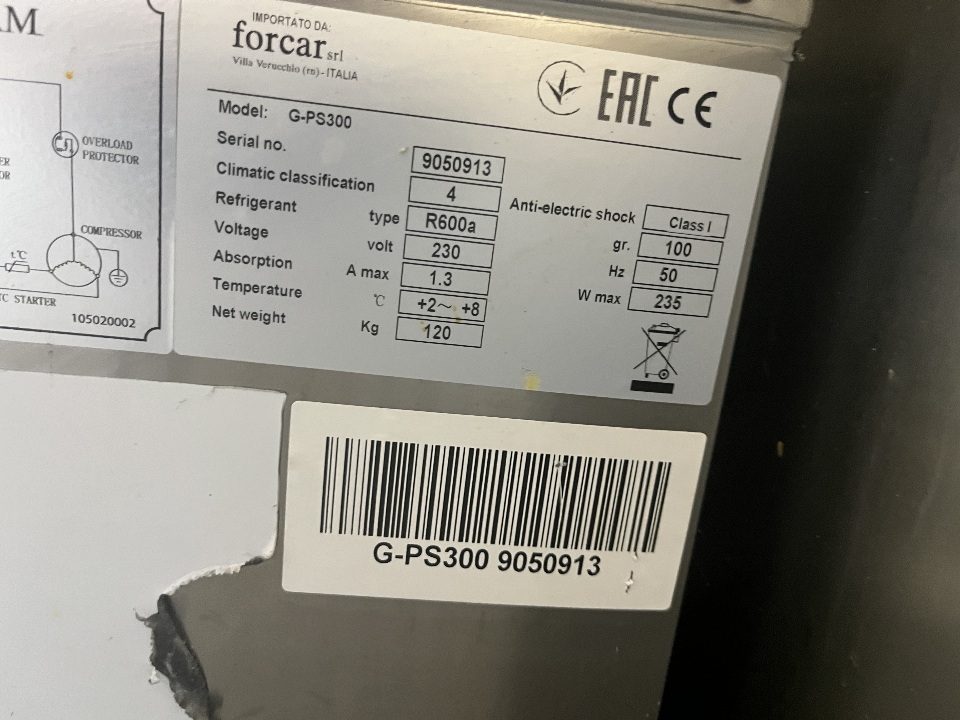 IMPORTATO DA:
forcar srl
Villa Verucchio (rn) - ITALIA
EAC CE
Model: G-PS300
Serial no. 9050913
Climatic classification 4 Anti-electric shock Class I
Refrigerant type R600a gr. 100
Voltage volt 230 Hz 50
Absorption A max 1.3 W max 235
Temperature °C +2~ +8
Net weight Kg 120
OVERLOAD
PROTECTOR
COMPRESSOR
t°C
STARTER
105020002
G-PS300 9050913